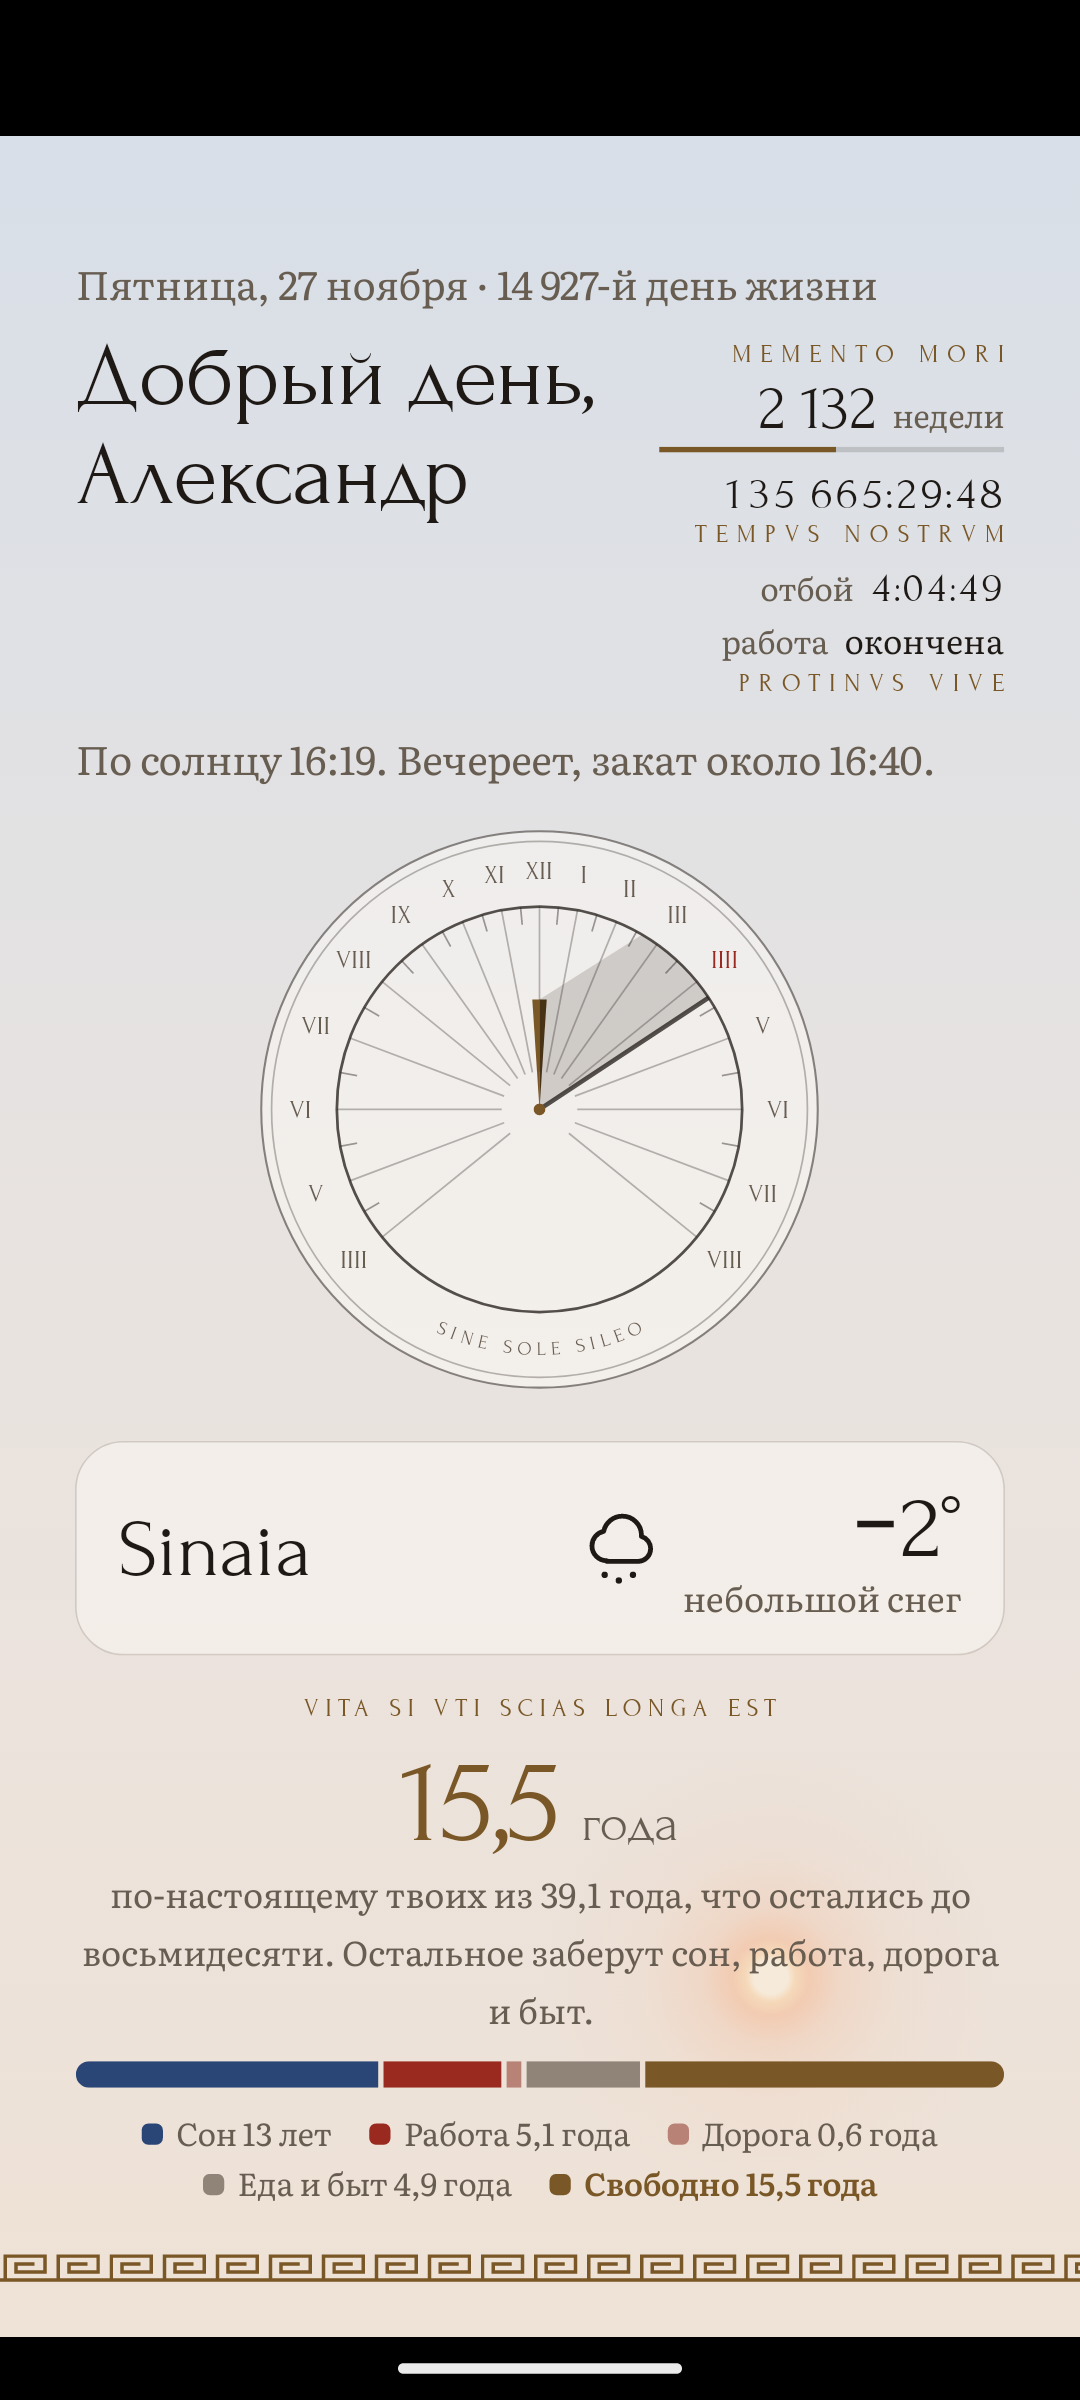 Пятница, 27 ноября · 14 927-й день жизни
Добрый день,
Александр
MEMENTO MORI
2 132 недели
135 665:29:48
TEMPVS NOSTRVM
отбой 4:04:49
работа окончена
PROTINVS VIVE
По солнцу 16:19. Вечереет, закат около 16:40.
IIII
V
VI
VII
VIII
IX
X
XI
XII
I
II
III
IIII
V
VI
VII
VIII
SINE SOLE SILEO
Sinaia
−2°
небольшой снег
VITA SI VTI SCIAS LONGA EST
15,5 года
по-настоящему твоих из 39,1 года, что остались до
восьмидесяти. Остальное заберут сон, работа, дорога
и быт.
Сон 13 лет Работа 5,1 года Дорога 0,6 года
Еда и быт 4,9 года Свободно 15,5 года